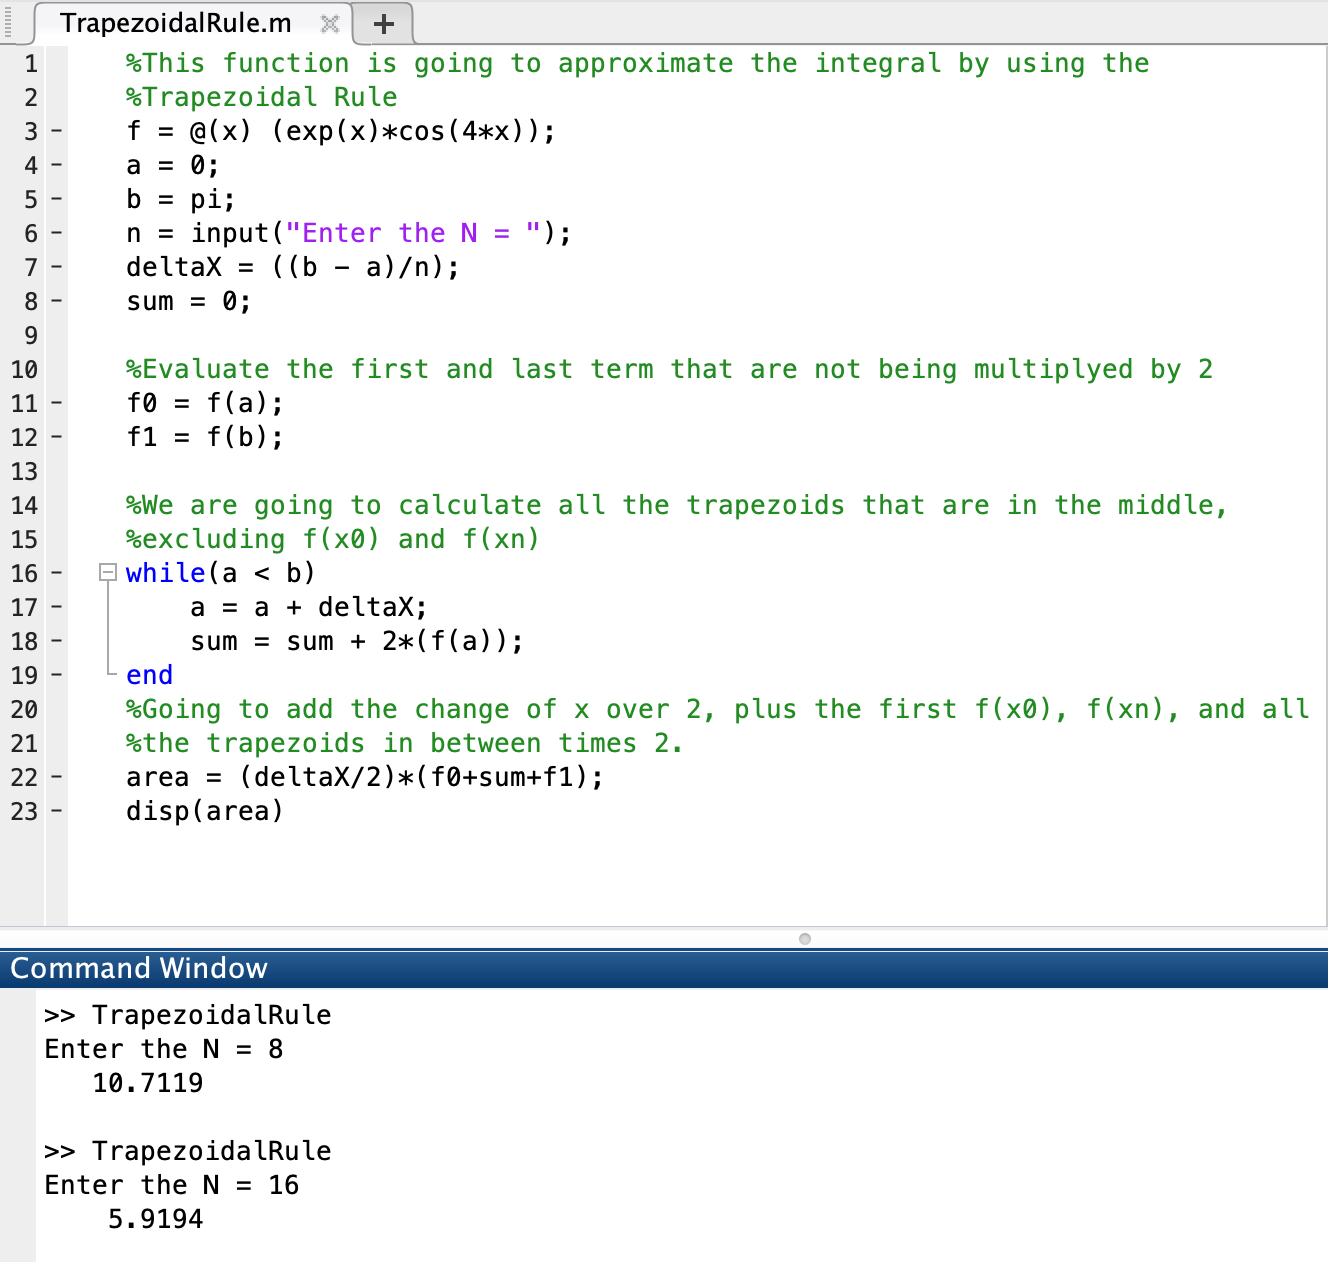 TrapezoidalRule.m
1 %This function is going to approximate the integral by using the
2 %Trapezoidal Rule
3 - f = @(x) (exp(x)*cos(4*x));
4 - a = 0;
5 - b = pi;
6 - n = input("Enter the N = ");
7 - deltaX = ((b - a)/n);
8 - sum = 0;
9
10 %Evaluate the first and last term that are not being multiplyed by 2
11 - f0 = f(a);
12 - f1 = f(b);
13
14 %We are going to calculate all the trapezoids that are in the middle,
15 %excluding f(x0) and f(xn)
16 - while(a < b)
17 - a = a + deltaX;
18 - sum = sum + 2*(f(a));
19 - end
20 %Going to add the change of x over 2, plus the first f(x0), f(xn), and all
21 %the trapezoids in between times 2.
22 - area = (deltaX/2)*(f0+sum+f1);
23 - disp(area)
Command Window
>> TrapezoidalRule
Enter the N = 8
10.7119
>> TrapezoidalRule
Enter the N = 16
5.9194